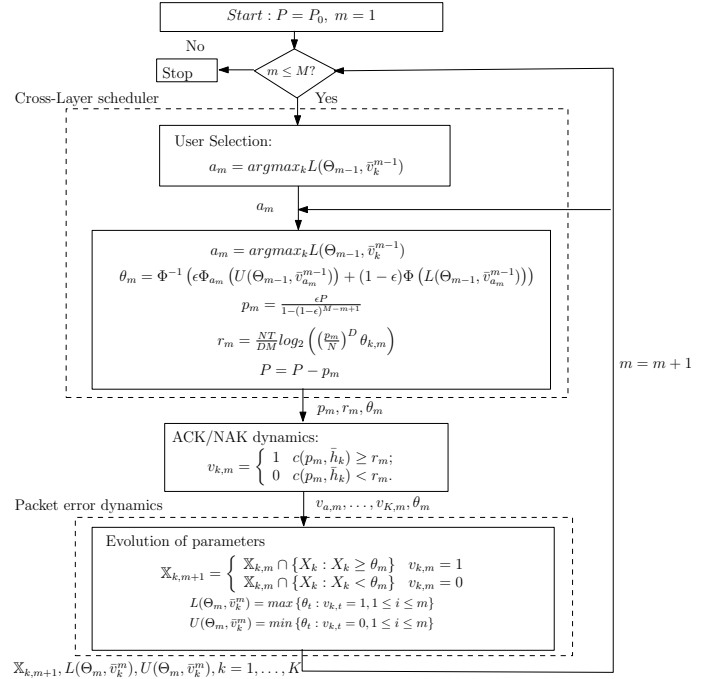 Start : P = P₀, m = 1
No
Stop
m ≤ M?
Yes
Cross-Layer scheduler
User Selection:
a_m = argmax_k L(Θ_{m−1}, v̄_k^{m−1})
a_m
a_m = argmax_k L(Θ_{m−1}, v̄_k^{m−1})
θ_m = Φ^{−1} (ϵΦ_{a_m} (U(Θ_{m−1}, v̄_{a_m}^{m−1})) + (1 − ϵ)Φ (L(Θ_{m−1}, v̄_{a_m}^{m−1})))
p_m = \frac{ϵP}{1−(1−ϵ)^{M−m+1}}
r_m = \frac{NT}{DM} log₂ ((\frac{p_m}{N})^D θ_{k,m})
P = P − p_m
m = m + 1
p_m, r_m, θ_m
ACK/NAK dynamics:
v_{k,m} = { 1 c(p_m, h̄_k) ≥ r_m;
0 c(p_m, h̄_k) < r_m.
v_{a,m}, . . . , v_{K,m}, θ_m
Packet error dynamics
Evolution of parameters
𝕏_{k,m+1} = { 𝕏_{k,m} ∩ {X_k : X_k ≥ θ_m} v_{k,m} = 1
𝕏_{k,m} ∩ {X_k : X_k < θ_m} v_{k,m} = 0
L(Θ_m, v̄_k^m) = max {θ_t : v_{k,t} = 1, 1 ≤ i ≤ m}
U(Θ_m, v̄_k^m) = min {θ_t : v_{k,t} = 0, 1 ≤ i ≤ m}
𝕏_{k,m+1}, L(Θ_m, v̄_k^m), U(Θ_m, v̄_k^m), k = 1, . . . , K